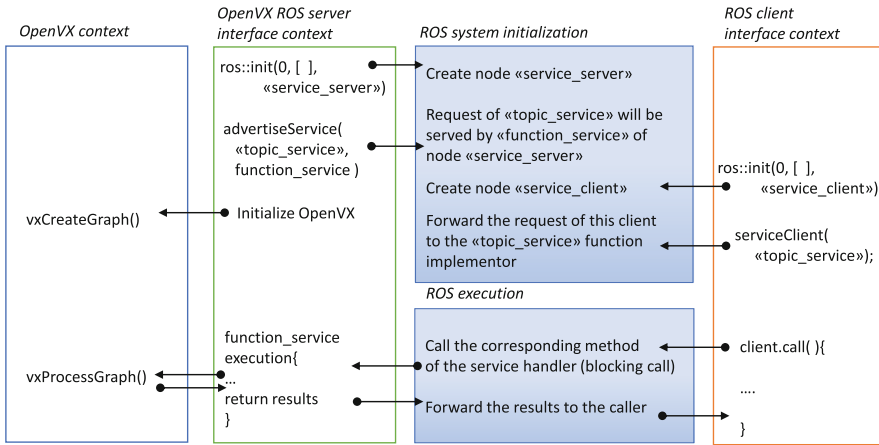 OpenVX context
vxCreateGraph()
vxProcessGraph()
OpenVX ROS server
interface context
ros::init(0, [ ],
«service_server»)
advertiseService(
«topic_service»,
function_service )
Initialize OpenVX
function_service
execution{
...
return results
}
ROS system initialization
Create node «service_server»
Request of «topic_service» will be
served by «function_service» of
node «service_server»
Create node «service_client»
Forward the request of this client
to the «topic_service» function
implementor
ROS execution
Call the corresponding method
of the service handler (blocking call)
Forward the results to the caller
ROS client
interface context
ros::init(0, [ ],
«service_client»)
serviceClient(
«topic_service»);
client.call( ){
....
}